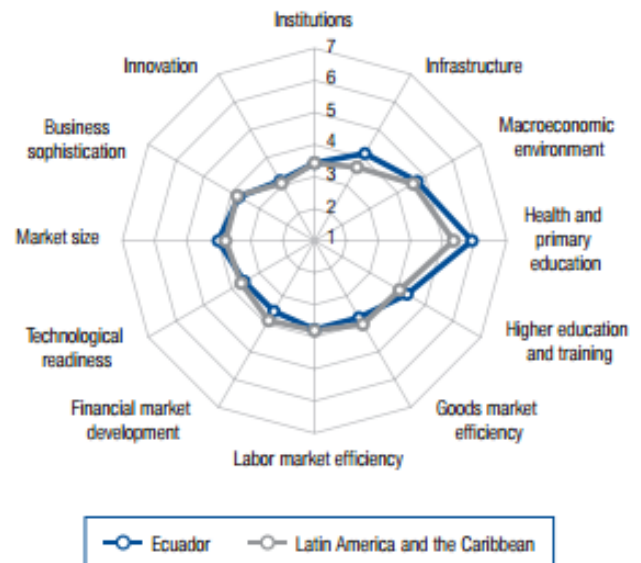 Institutions
7
6
5
4
3
2
1
Infrastructure
Macroeconomic
environment
Health and
primary
education
Higher education
and training
Goods market
efficiency
Labor market efficiency
Financial market
development
Technological
readiness
Market size
Business
sophistication
Innovation
Ecuador
Latin America and the Caribbean